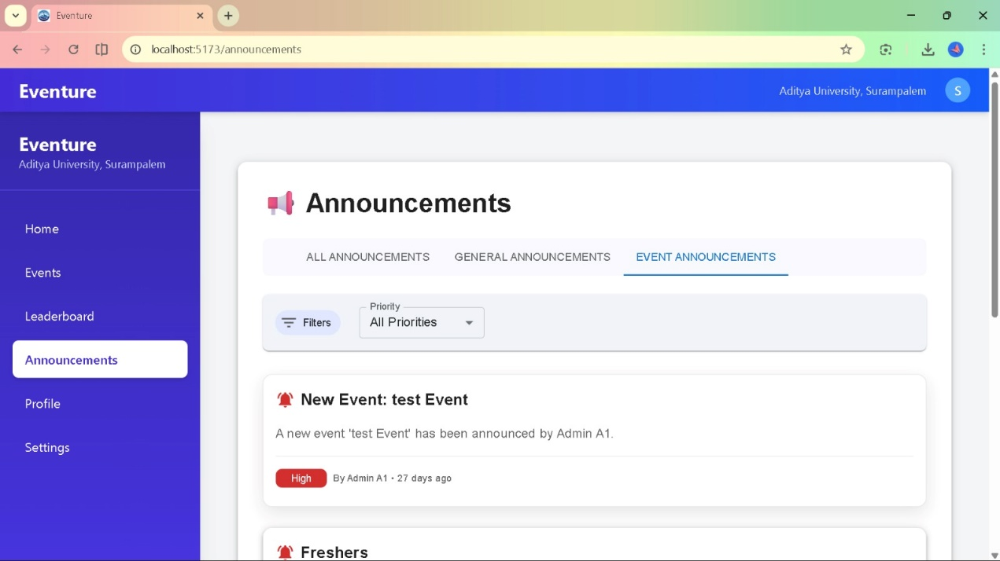 Eventure
localhost:5173/announcements
Eventure
Aditya University, Surampalem
S
Eventure
Aditya University, Surampalem
Home
Events
Leaderboard
Announcements
Profile
Settings
Announcements
ALL ANNOUNCEMENTS GENERAL ANNOUNCEMENTS EVENT ANNOUNCEMENTS
Filters
Priority
All Priorities
New Event: test Event
A new event 'test Event' has been announced by Admin A1.
High By Admin A1 • 27 days ago
Freshers